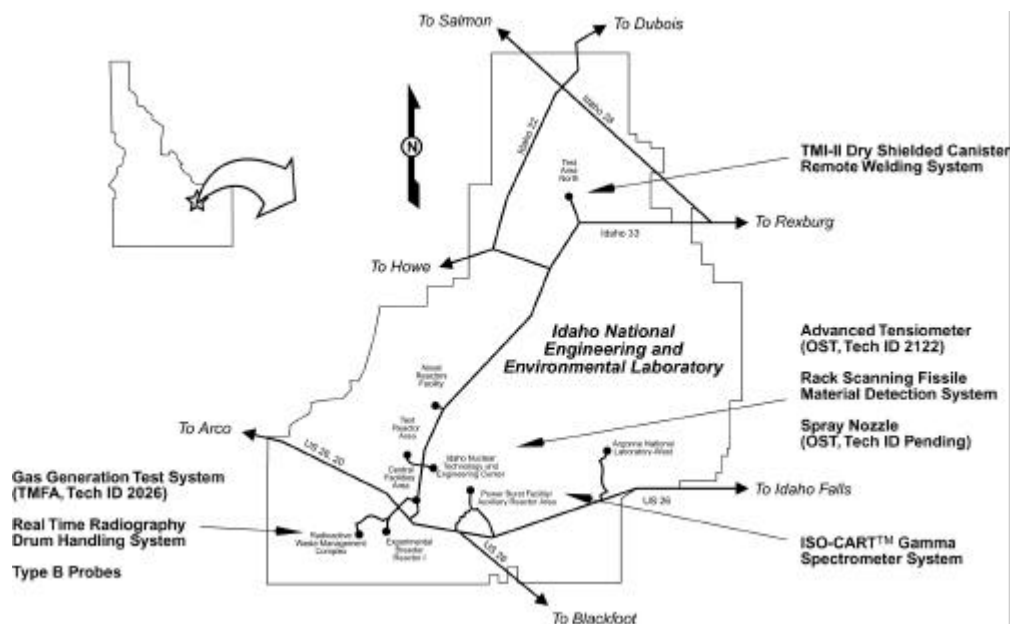 To Salmon
To Dubois
Idaho 28
Idaho 22
N
Test
Area
North
TMI-II Dry Shielded Canister
Remote Welding System
To Rexburg
Idaho 33
To Howe
Idaho National
Engineering and
Environmental Laboratory
Advanced Tensiometer
(OST, Tech ID 2122)
Rack Scanning Fissile
Material Detection System
Spray Nozzle
(OST, Tech ID Pending)
Naval
Reactors
Facility
Test
Reactor
Area
To Arco
US 26, 20
Idaho Nuclear
Technology and
Engineering Center
Argonne National
Laboratory-West
Central
Facilities
Area
Gas Generation Test System
(TMFA, Tech ID 2026)
Power Burst Facility/
Auxiliary Reactor Area
To Idaho Falls
US 26
Real Time Radiography
Drum Handling System
Radioactive
Waste Management
Complex
Experimental
Breeder
Reactor I
US 26
ISO-CART™ Gamma
Spectrometer System
Type B Probes
To Blackfoot